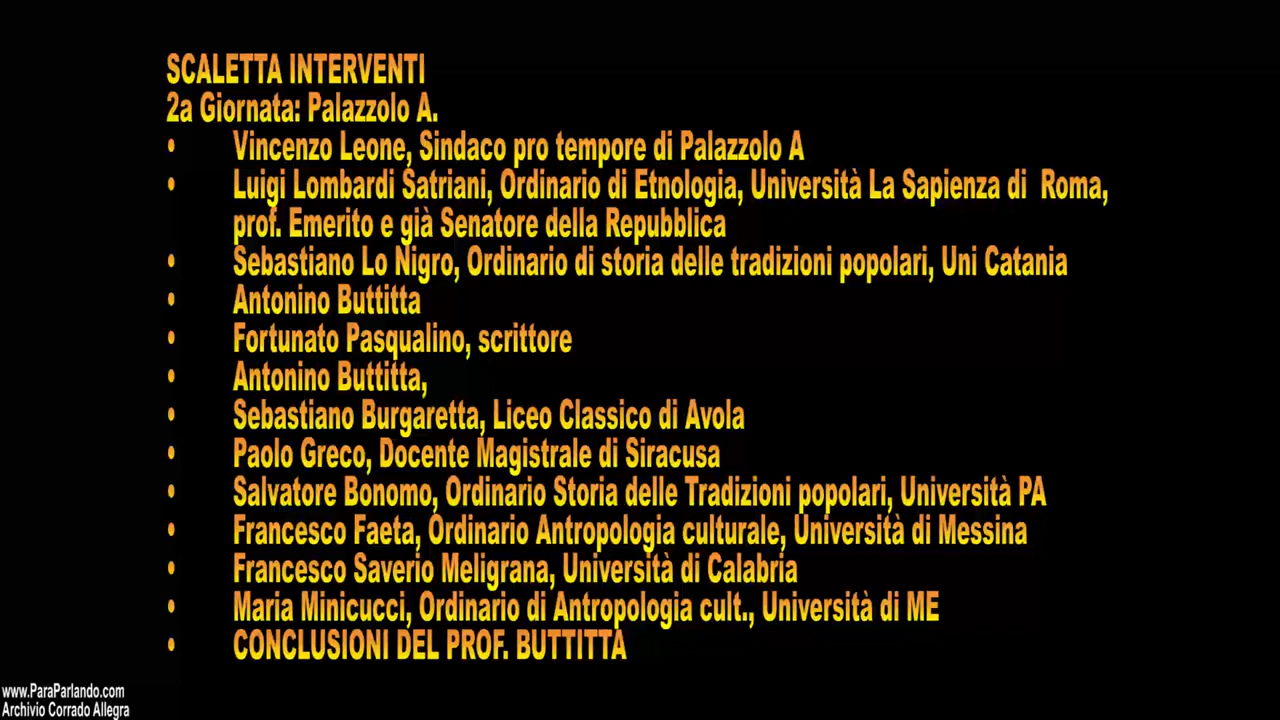 SCALETTA INTERVENTI
2a Giornata: Palazzolo A.
• Vincenzo Leone, Sindaco pro tempore di Palazzolo A
• Luigi Lombardi Satriani, Ordinario di Etnologia, Università La Sapienza di Roma,
prof. Emerito e già Senatore della Repubblica
• Sebastiano Lo Nigro, Ordinario di storia delle tradizioni popolari, Uni Catania
• Antonino Buttitta
• Fortunato Pasqualino, scrittore
• Antonino Buttitta,
• Sebastiano Burgaretta, Liceo Classico di Avola
• Paolo Greco, Docente Magistrale di Siracusa
• Salvatore Bonomo, Ordinario Storia delle Tradizioni popolari, Università PA
• Francesco Faeta, Ordinario Antropologia culturale, Università di Messina
• Francesco Saverio Meligrana, Università di Calabria
• Maria Minicucci, Ordinario di Antropologia cult., Università di ME
• CONCLUSIONI DEL PROF. BUTTITTA
www.ParaParlando.com
Archivio Corrado Allegra